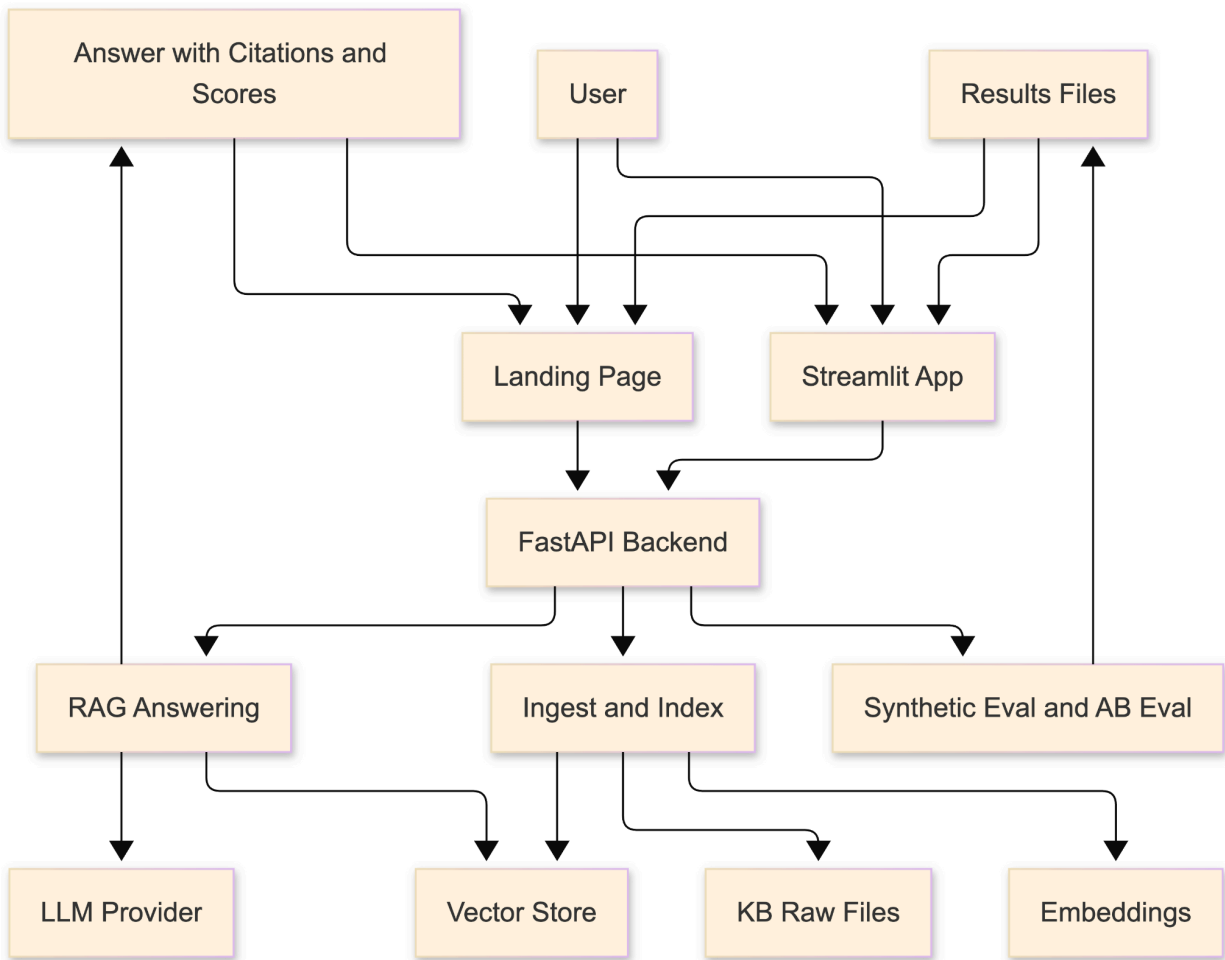 Answer with Citations and
Scores
User
Results Files
Landing Page
Streamlit App
FastAPI Backend
RAG Answering
Ingest and Index
Synthetic Eval and AB Eval
LLM Provider
Vector Store
KB Raw Files
Embeddings